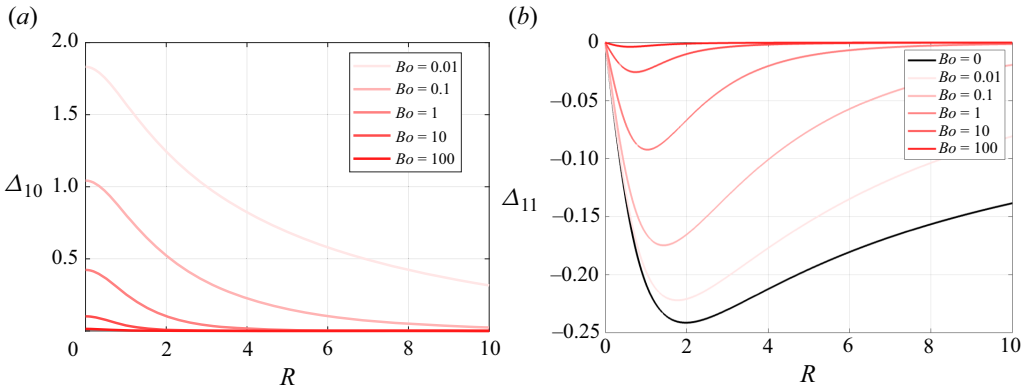 (a)
2.0
1.5
1.0
0.5
0
2
4
6
8
10
Δ10
R
Bo = 0.01
Bo = 0.1
Bo = 1
Bo = 10
Bo = 100
(b)
0
−0.05
−0.10
−0.15
−0.20
−0.25
0
2
4
6
8
10
Δ11
R
Bo = 0
Bo = 0.01
Bo = 0.1
Bo = 1
Bo = 10
Bo = 100